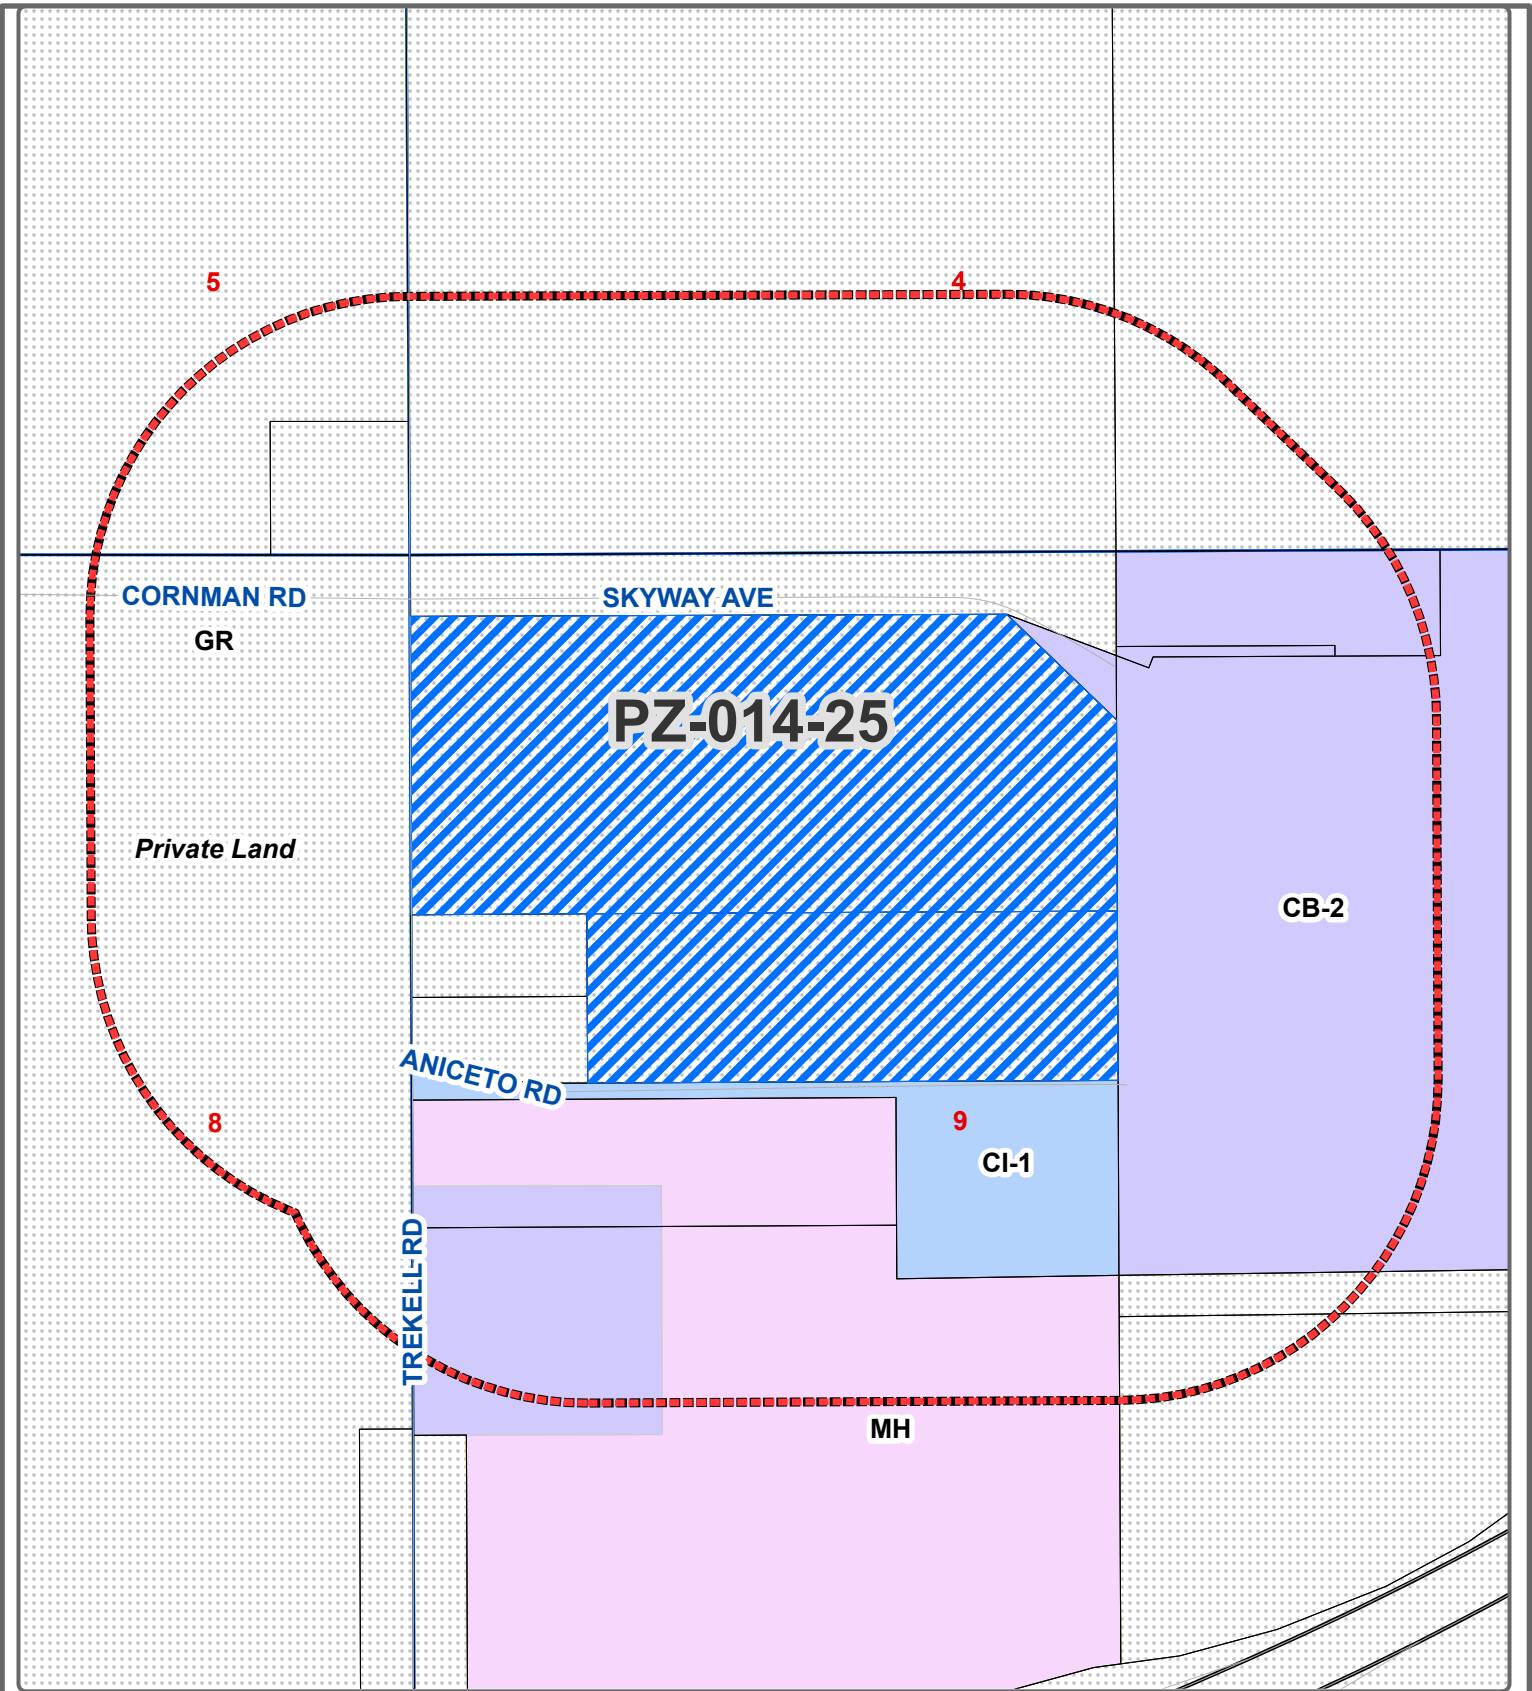 5
4
CORNMAN RD
SKYWAY AVE
GR
PZ-014-25
Private Land
CB-2
ANICETO RD
8
9
CI-1
TREKELL RD
MH